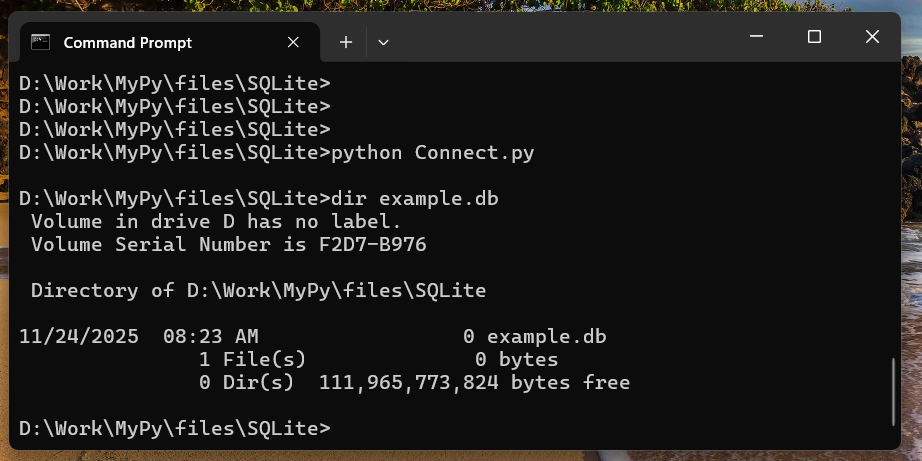 Command Prompt
D:\Work\MyPy\files\SQLite>
D:\Work\MyPy\files\SQLite>
D:\Work\MyPy\files\SQLite>
D:\Work\MyPy\files\SQLite>python Connect.py
D:\Work\MyPy\files\SQLite>dir example.db
Volume in drive D has no label.
Volume Serial Number is F2D7-B976
Directory of D:\Work\MyPy\files\SQLite
11/24/2025  08:23 AM                 0 example.db
1 File(s)              0 bytes
0 Dir(s)  111,965,773,824 bytes free
D:\Work\MyPy\files\SQLite>